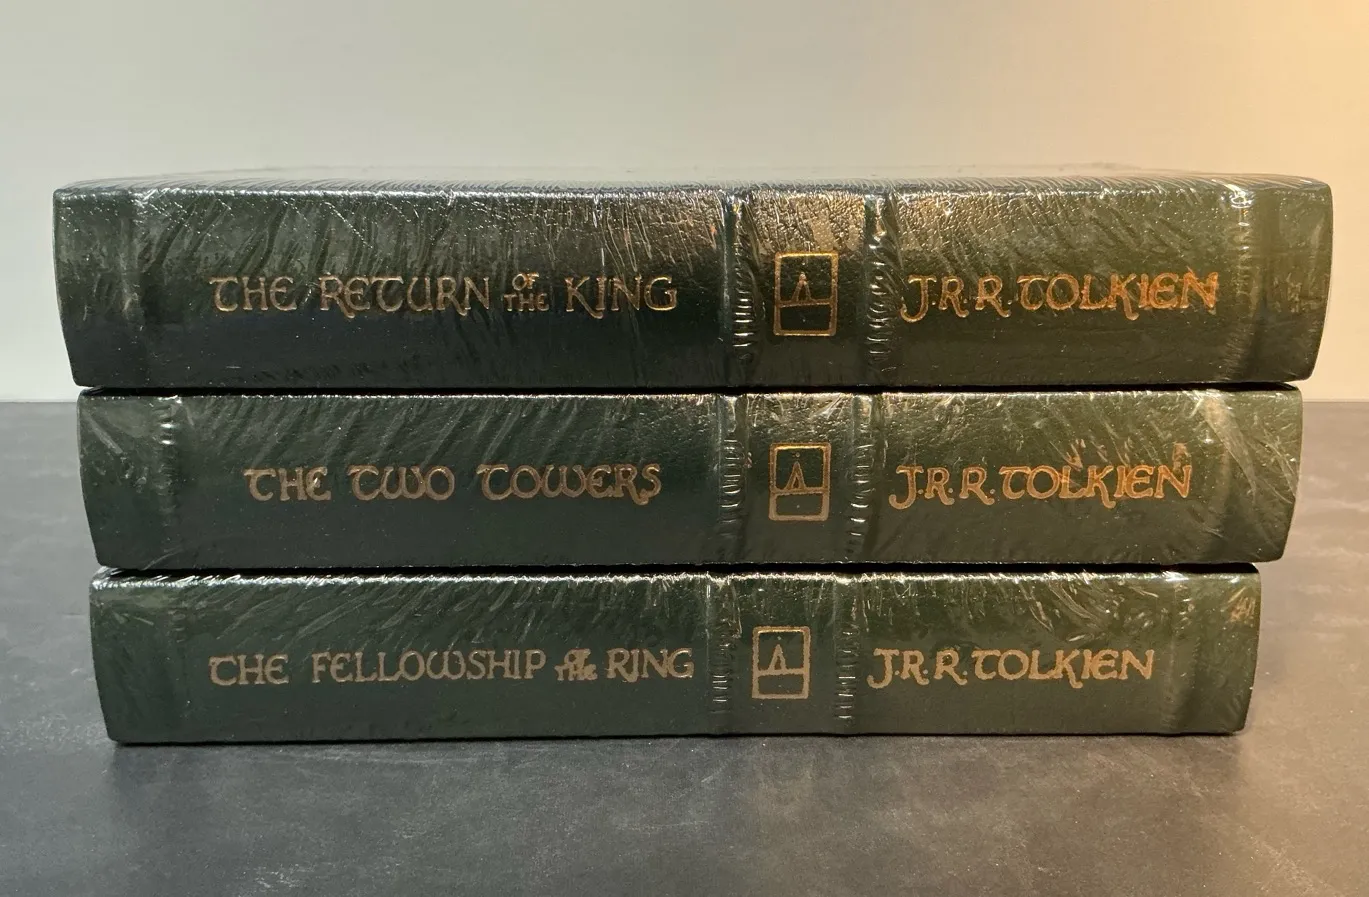 THE RETURN OF THE KING J.R.R. TOLKIEN
THE TWO TOWERS J.R.R. TOLKIEN
THE FELLOWSHIP OF THE RING J.R.R. TOLKIEN